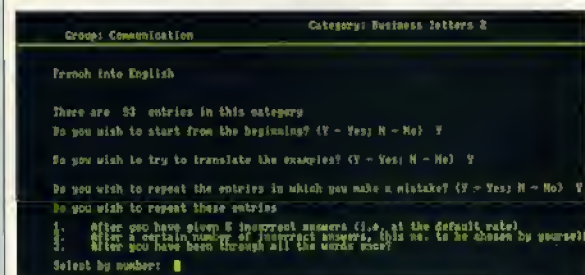 Group: Communication
Category: Business letters 2
French into English
There are 93 entries in this category
Do you wish to start from the beginning? (Y - Yes; N - No) Y
Do you wish to try to translate the examples? (Y - Yes; N - No) Y
Do you wish to repeat the entries in which you make a mistake? (Y - Yes; N - No) Y
Do you wish to repeat these entries
1. After you have given 5 incorrect answers (i.e. at the default rate)
2. After a certain number of incorrect answers, this no. to be chosen by yourself
3. After you have been through all the words once?
Select by number: